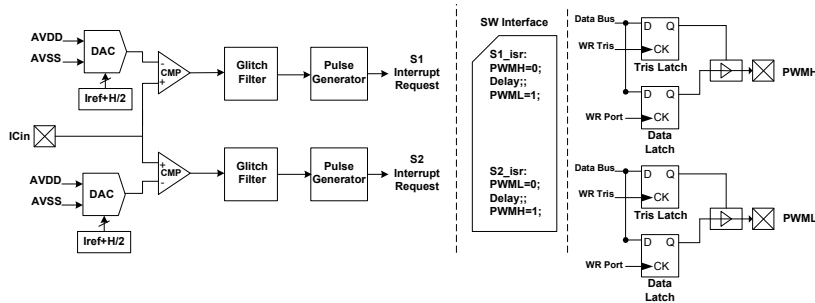 AVDD
AVSS
DAC
Iref+H/2
-
+
CMP
Glitch
Filter
Pulse
Generator
S1
Interrupt
Request
ICin
AVDD
AVSS
DAC
Iref+H/2
+
-
CMP
Glitch
Filter
Pulse
Generator
S2
Interrupt
Request
SW Interface
S1_isr:
PWMH=0;
Delay;;
PWML=1;
S2_isr:
PWML=0;
Delay;;
PWMH=1;
Data Bus
D Q
WR Tris
CK
Tris Latch
PWMH
D Q
WR Port
CK
Data
Latch
Data Bus
D Q
WR Tris
CK
Tris Latch
PWML
D Q
WR Port
CK
Data
Latch